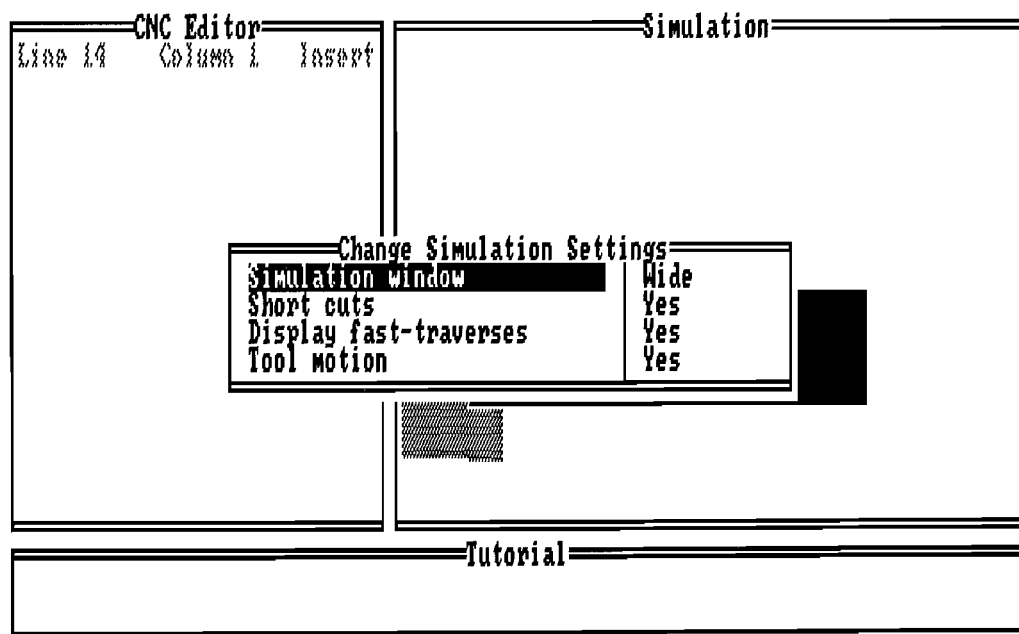 CNC Editor
Simulation
Line 14 Column 1 Insert
Change Simulation Settings
Simulation window Wide
Short cuts Yes
Display fast-traverses Yes
Tool motion Yes
Tutorial